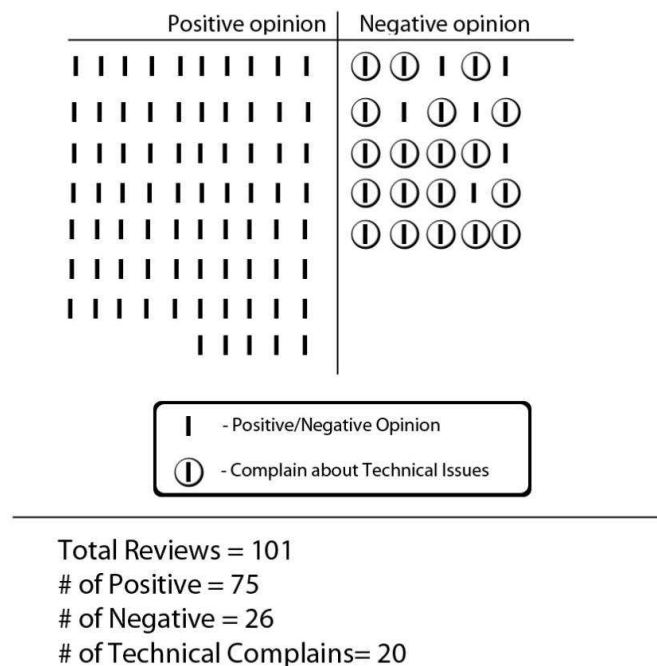 Positive opinion
Negative opinion
- Positive/Negative Opinion
- Complain about Technical Issues
Total Reviews = 101
# of Positive = 75
# of Negative = 26
# of Technical Complains= 20